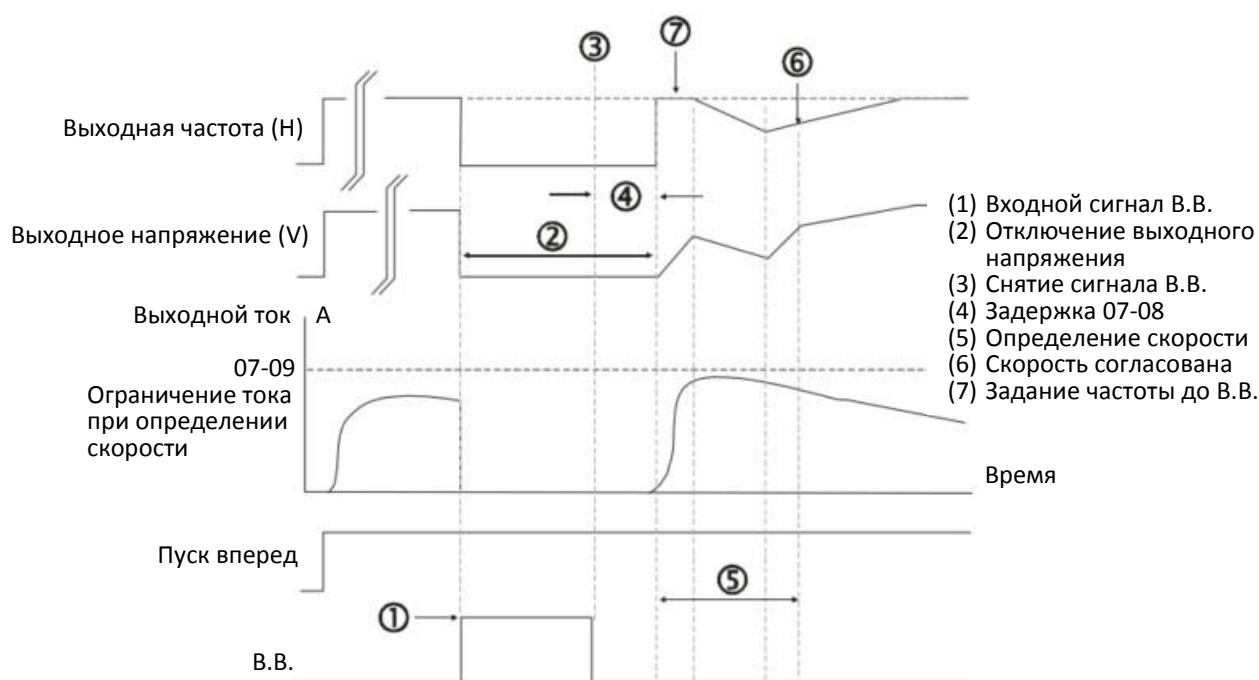 ③
⑦
⑥
Выходная частота (H)
④
Выходное напряжение (V)
②
(1) Входной сигнал B.B.
(2) Отключение выходного
напряжения
(3) Снятие сигнала B.B.
(4) Задержка 07-08
(5) Определение скорости
(6) Скорость согласована
(7) Задание частоты до B.B.
Выходной ток A
07-09
Ограничение тока
при определении
скорости
Время
Пуск вперед
⑤
①
B.B.